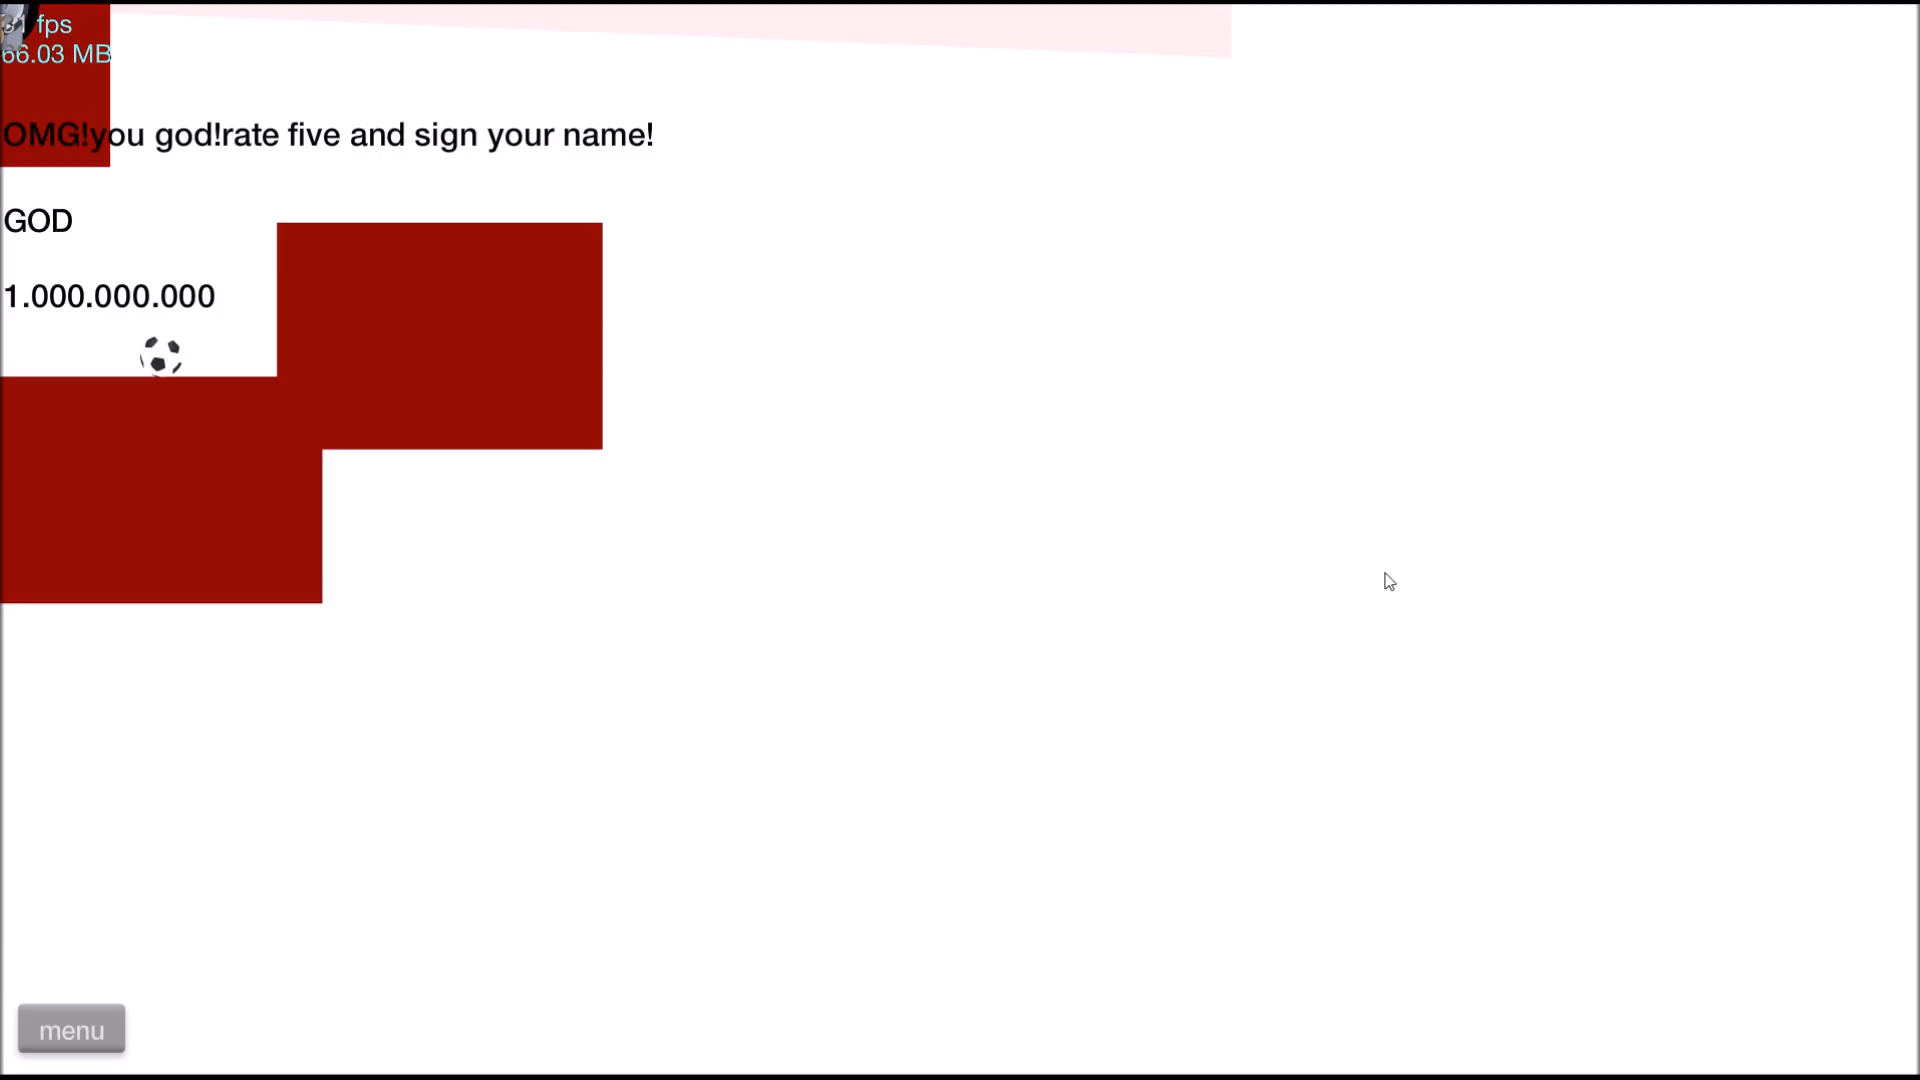 fps
66.03 MB
OMG!you god!rate five and sign your name!
GOD
1.000.000.000
menu